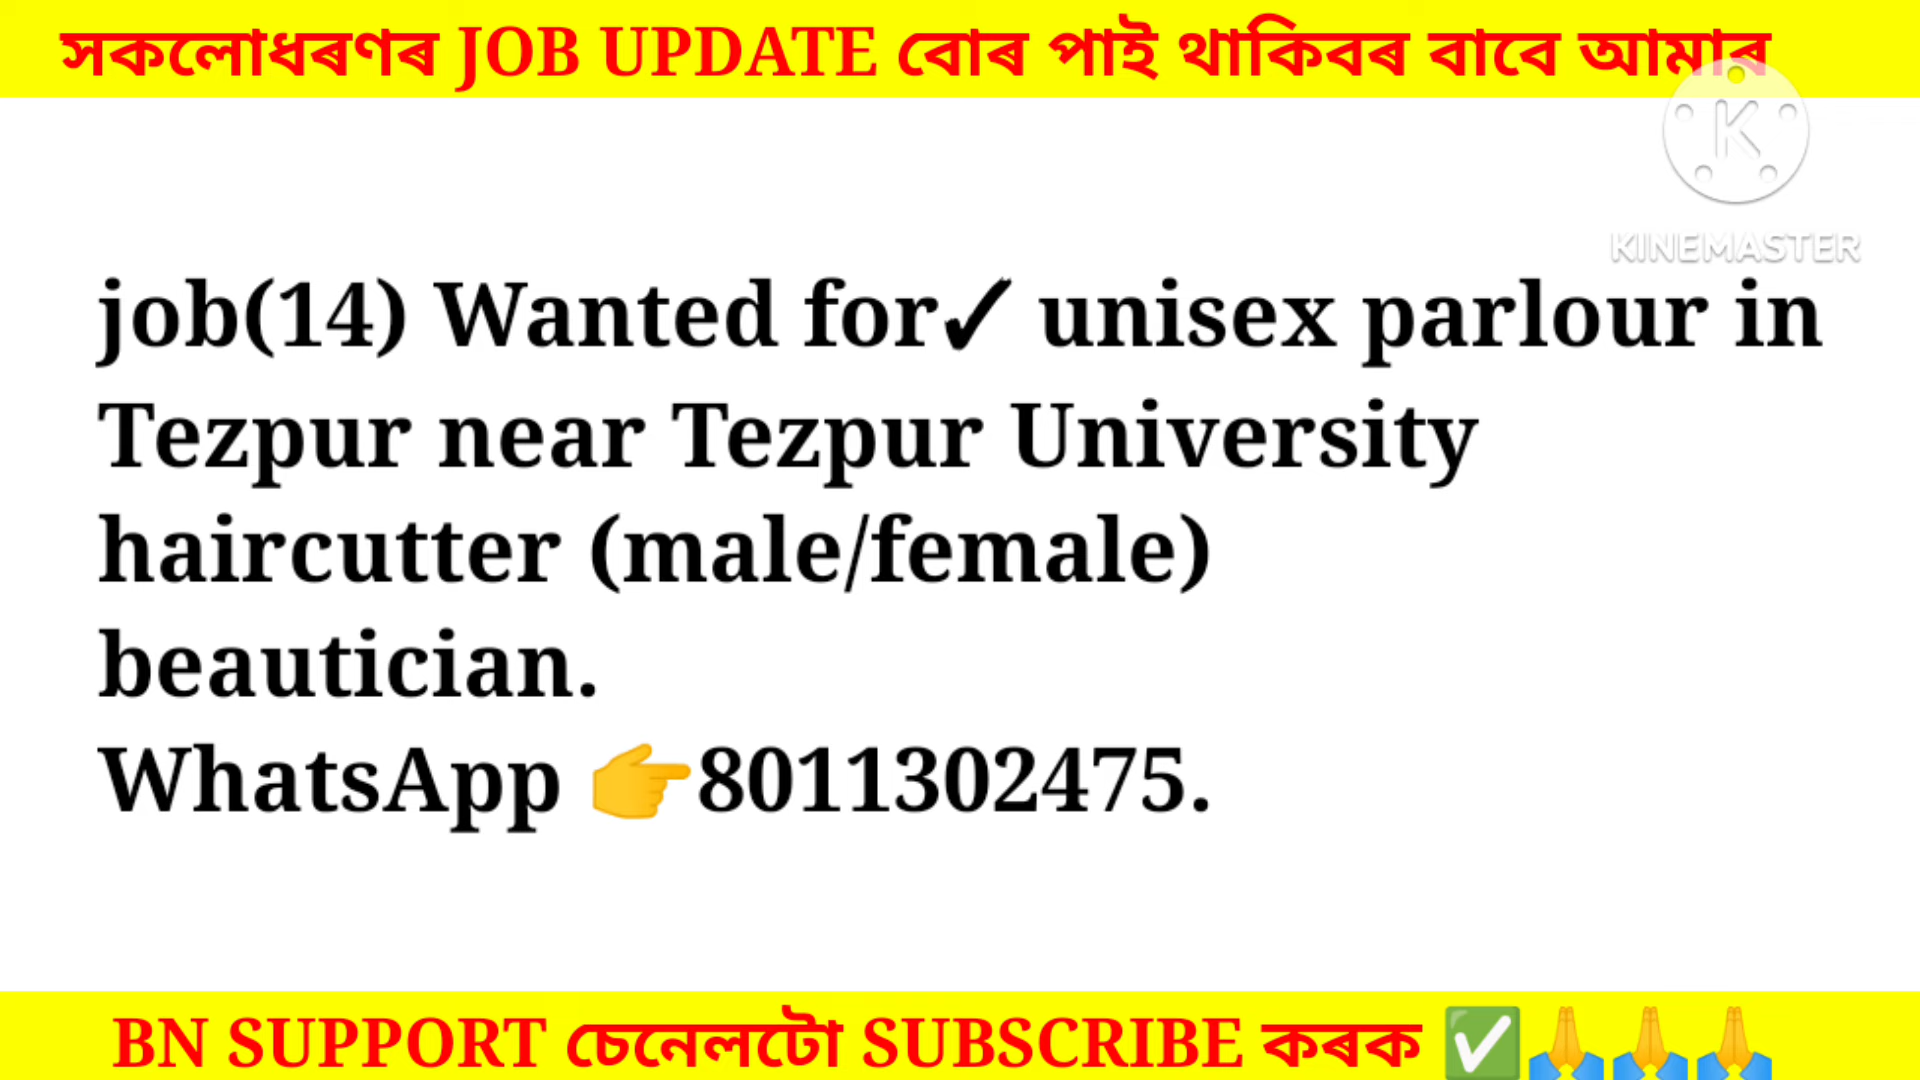 সকলোধৰণৰ JOB UPDATE বোৰ পাই থাকিবৰ বাবে আমাৰ
KINEMASTER
job(14) Wanted for✓ unisex parlour in
Tezpur near Tezpur University
haircutter (male/female)
beautician.
WhatsApp 👉8011302475.
BN SUPPORT চেনেলটো SUBSCRIBE কৰক ✅🙏🙏🙏